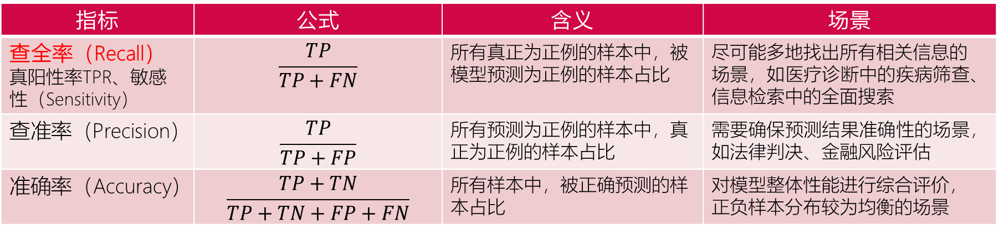 指标
公式
含义
场景
查全率（Recall）
真阳性率TPR、敏感
性（Sensitivity）
TP
TP + FN
所有真正为正例的样本中，被
模型预测为正例的样本占比
尽可能多地找出所有相关信息的
场景，如医疗诊断中的疾病筛查、
信息检索中的全面搜索
查准率（Precision）
TP
TP + FP
所有预测为正例的样本中，真
正为正例的样本占比
需要确保预测结果准确性的场景，
如法律判决、金融风险评估
准确率（Accuracy）
TP + TN
TP + TN + FP + FN
所有样本中，被正确预测的样
本占比
对模型整体性能进行综合评价，
正负样本分布较为均衡的场景